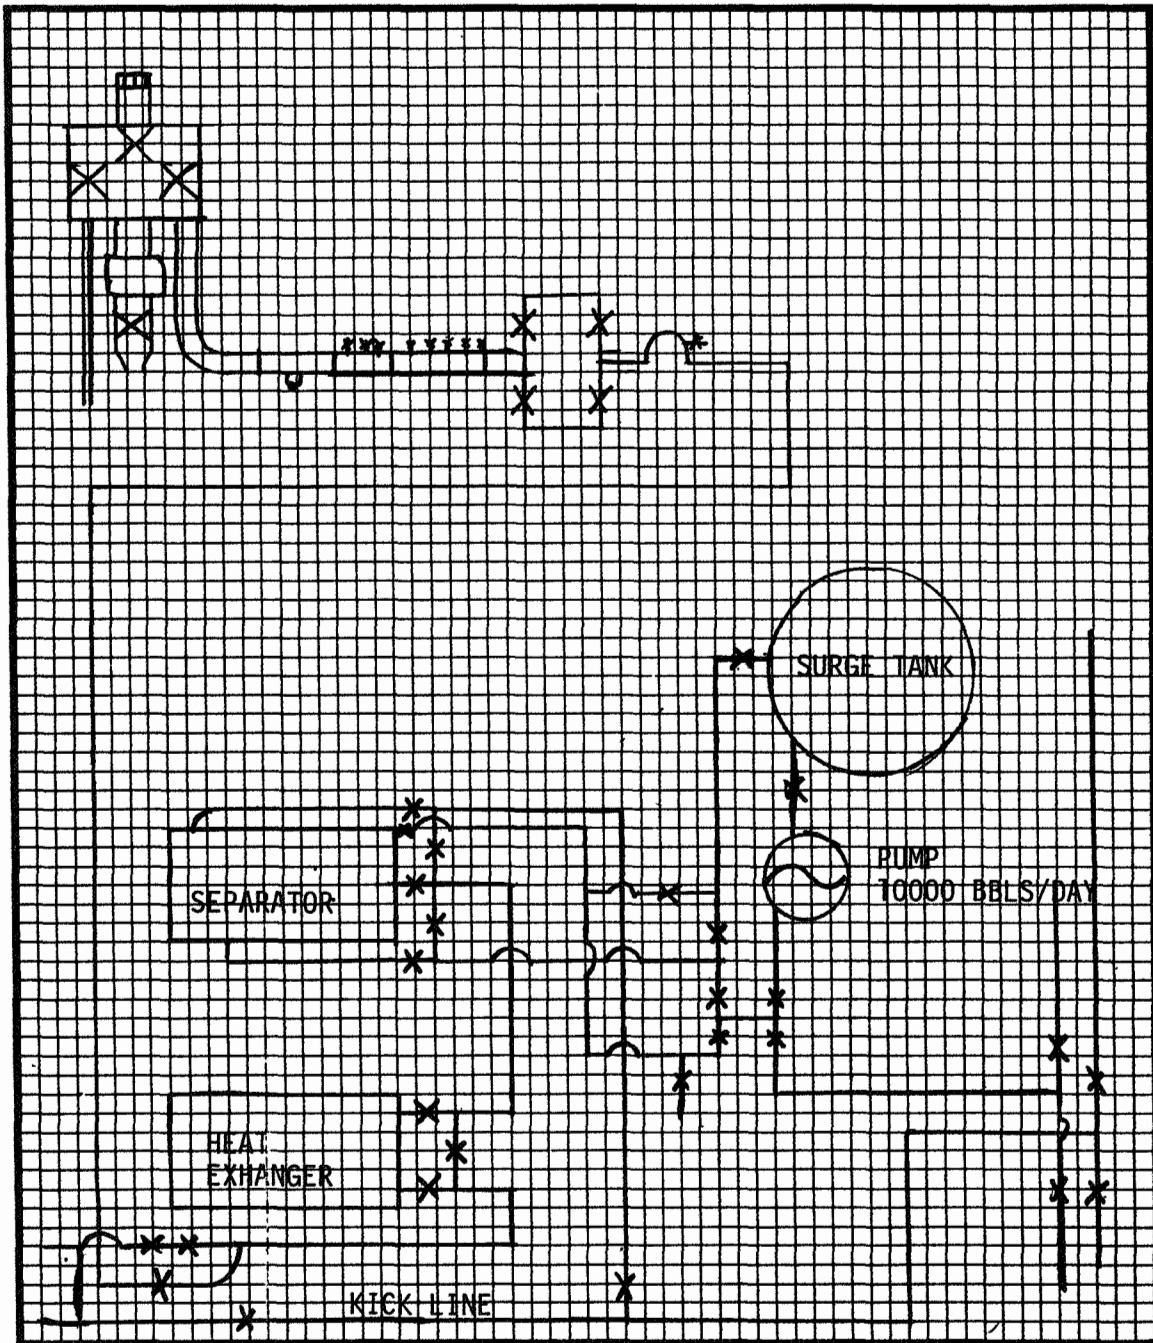 SURGE TANK
PUMP
10000 BBLS/DAY
SEPARATOR
HEAT
EXHANGER
KICK LINE